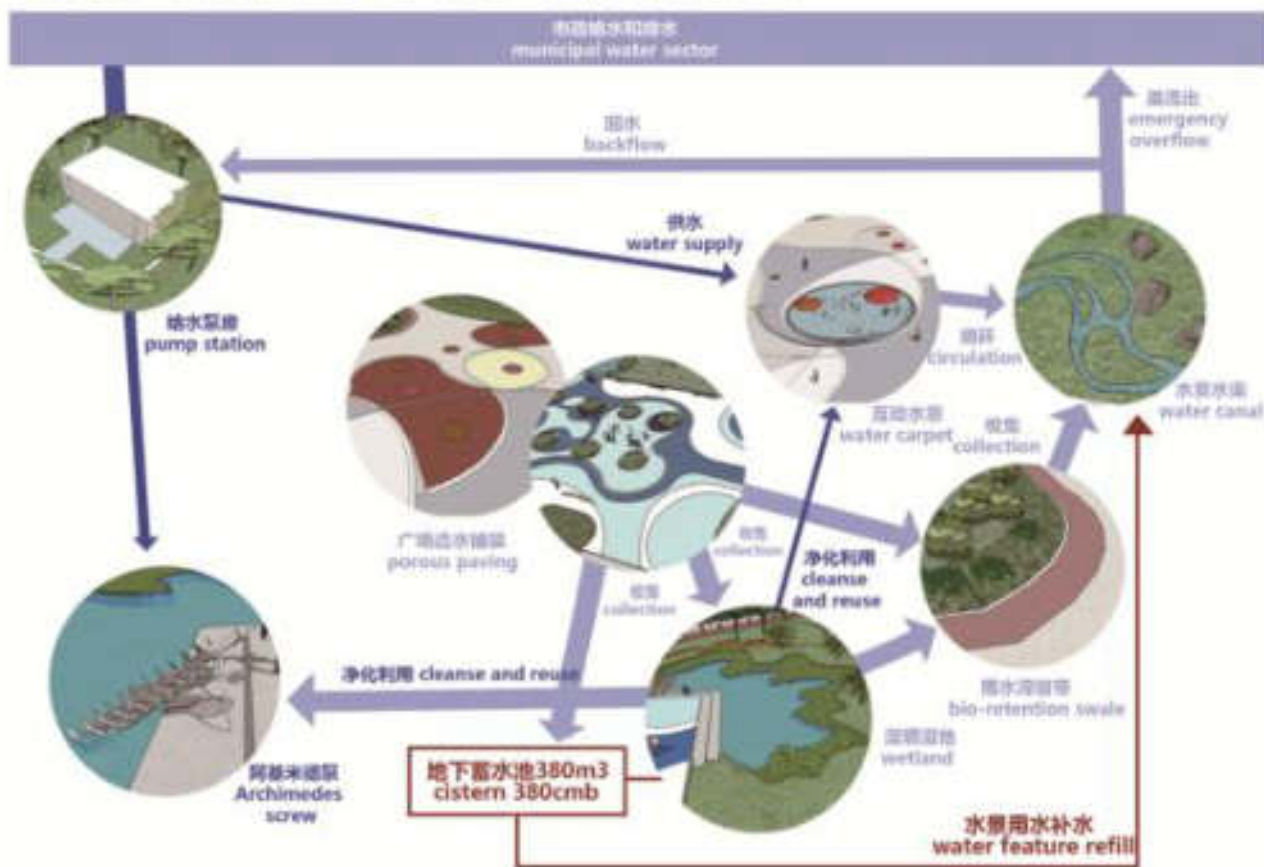 市政给水和排水
municipal water sector
溢流出
emergency
overflow
回水
backflow
供水
water supply
给水泵房
pump station
循环
circulation
水景水渠
water canal
互动水景
water carpet
收集
collection
广场透水铺装
porous paving
收集
collection
收集
collection
净化利用
cleanse
and reuse
净化利用 cleanse and reuse
雨水滞留带
bio-retention swale
湿塘湿地
wetland
阿基米德泵
Archimedes
screw
地下蓄水池380m3
cistern 380cmb
水景用水补水
water feature refill